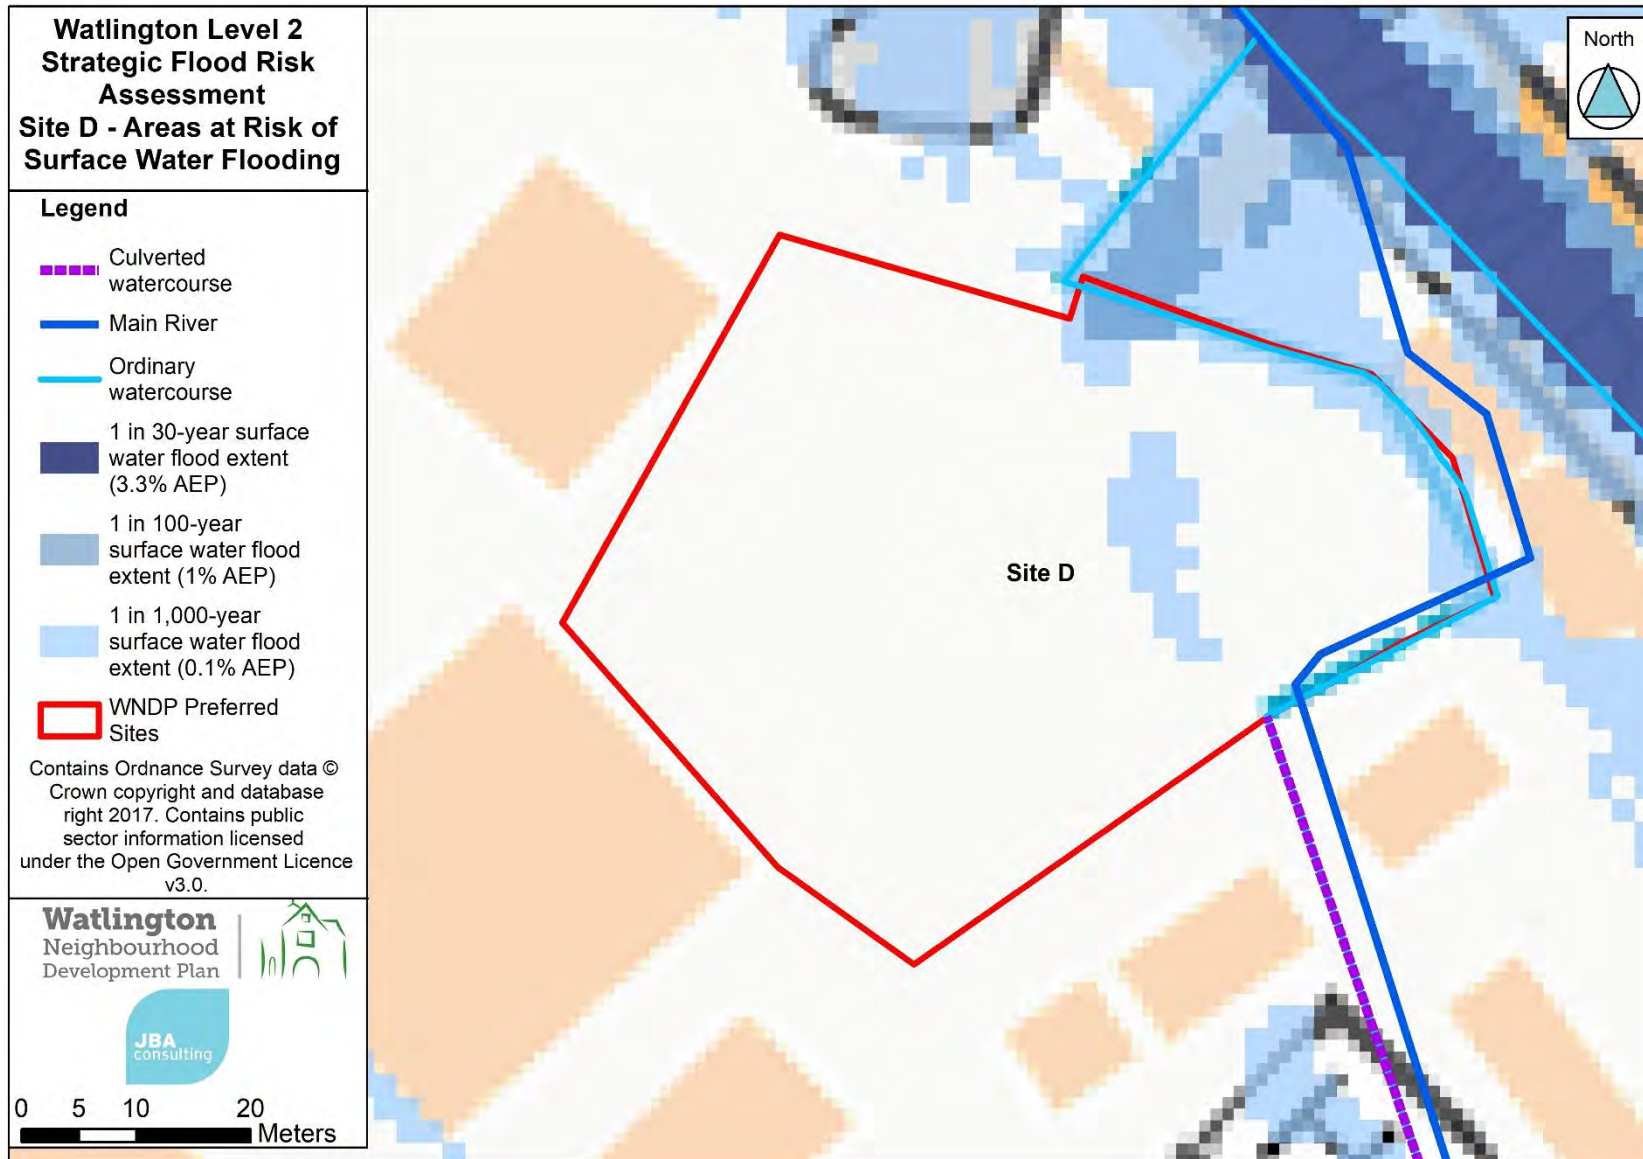 Watlington Level 2
Strategic Flood Risk
Assessment
Site D - Areas at Risk of
Surface Water Flooding
Legend
Culverted
watercourse
Main River
Ordinary
watercourse
1 in 30-year surface
water flood extent
(3.3% AEP)
1 in 100-year
surface water flood
extent (1% AEP)
1 in 1,000-year
surface water flood
extent (0.1% AEP)
WNDP Preferred
Sites
Contains Ordnance Survey data ©
Crown copyright and database
right 2017. Contains public
sector information licensed
under the Open Government Licence
v3.0.
Watlington
Neighbourhood
Development Plan
JBA
consulting
0 5 10 20
Meters
North
Site D